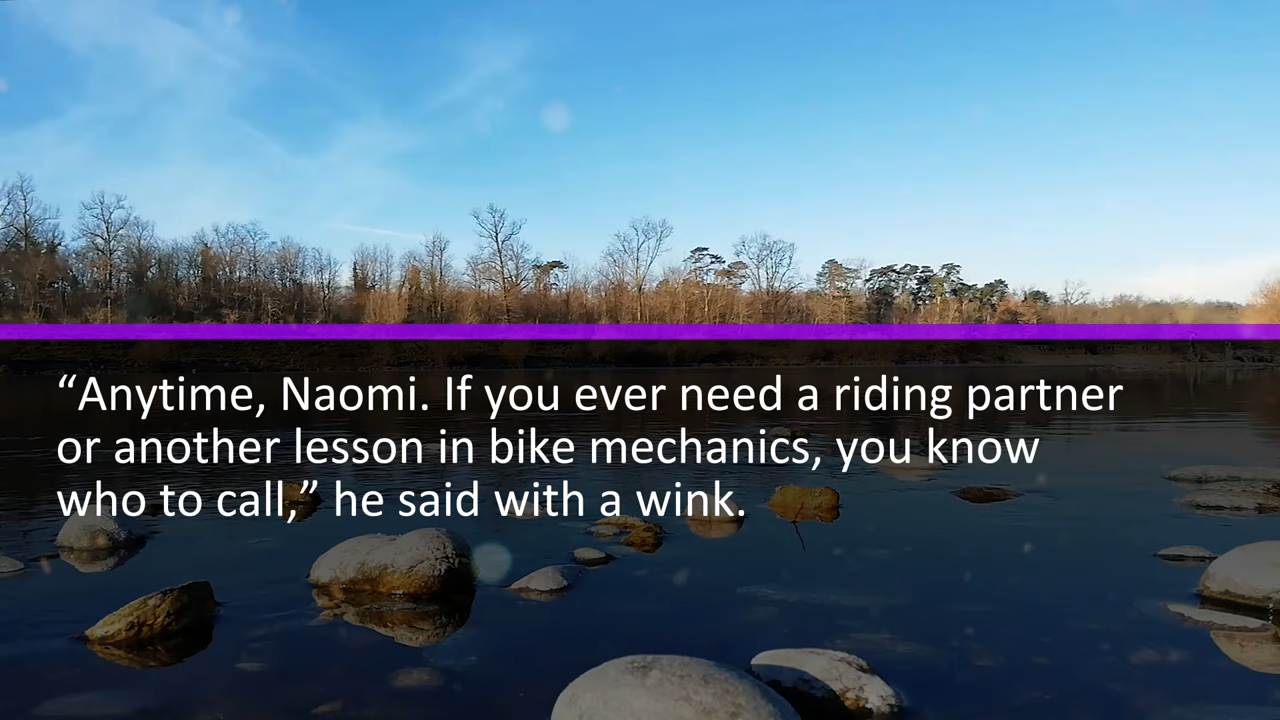 “Anytime, Naomi. If you ever need a riding partner
or another lesson in bike mechanics, you know
who to call,” he said with a wink.